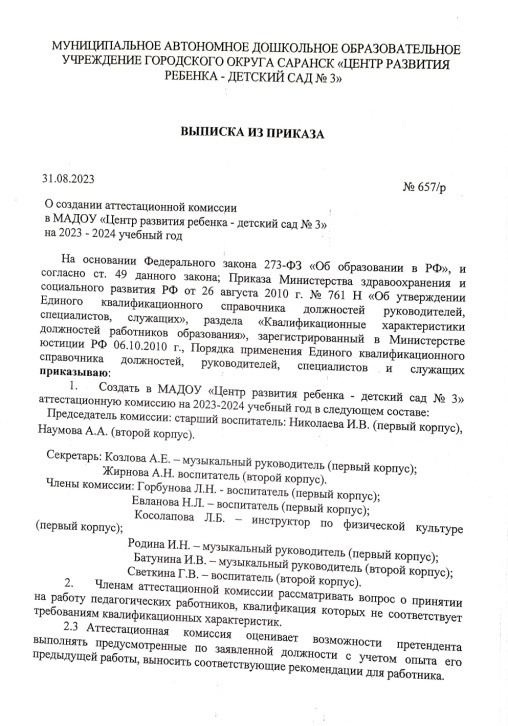 МУНИЦИПАЛЬНОЕ АВТОНОМНОЕ ДОШКОЛЬНОЕ ОБРАЗОВАТЕЛЬНОЕ
УЧРЕЖДЕНИЕ ГОРОДСКОГО ОКРУГА САРАНСК «ЦЕНТР РАЗВИТИЯ
РЕБЕНКА - ДЕТСКИЙ САД № 3»
ВЫПИСКА ИЗ ПРИКАЗА
31.08.2023
№ 657/р
О создании аттестационной комиссии
в МАДОУ «Центр развития ребенка - детский сад № 3»
на 2023 - 2024 учебный год
На основании Федерального закона 273-ФЗ «Об образовании в РФ», и
согласно ст. 49 данного закона; Приказа Министерства здравоохранения и
социального развития РФ от 26 августа 2010 г. № 761 Н «Об утверждении
Единого квалификационного справочника должностей руководителей,
специалистов, служащих», раздела «Квалификационные характеристики
должностей работников образования», зарегистрированный в Министерстве
юстиции РФ 06.10.2010 г., Порядка применения Единого квалификационного
справочника должностей, руководителей, специалистов и служащих
приказываю:
1. Создать в МАДОУ «Центр развития ребенка - детский сад № 3»
аттестационную комиссию на 2023-2024 учебный год в следующем составе:
Председатель комиссии: старший воспитатель: Николаева И.В. (первый корпус),
Наумова А.А. (второй корпус).
Секретарь: Козлова А.Е. – музыкальный руководитель (первый корпус);
Жирнова А.Н. воспитатель (второй корпус).
Члены комиссии: Горбунова Л.Н. - воспитатель (первый корпус);
Евланова Н.Л. – воспитатель (первый корпус);
Косолапова Л.Б. – инструктор по физической культуре
(первый корпус);
Родина И.Н. – музыкальный руководитель (первый корпус);
Батунина И.В. – музыкальный руководитель (второй корпус);
Светкина Г.В. – воспитатель (второй корпус).
2. Членам аттестационной комиссии рассматривать вопрос о принятии
на работу педагогических работников, квалификация которых не соответствует
требованиям квалификационных характеристик.
2.3 Аттестационная комиссия оценивает возможности претендента
выполнять предусмотренные по заявленной должности с учетом опыта его
предыдущей работы, выносить соответствующие рекомендации для работника.